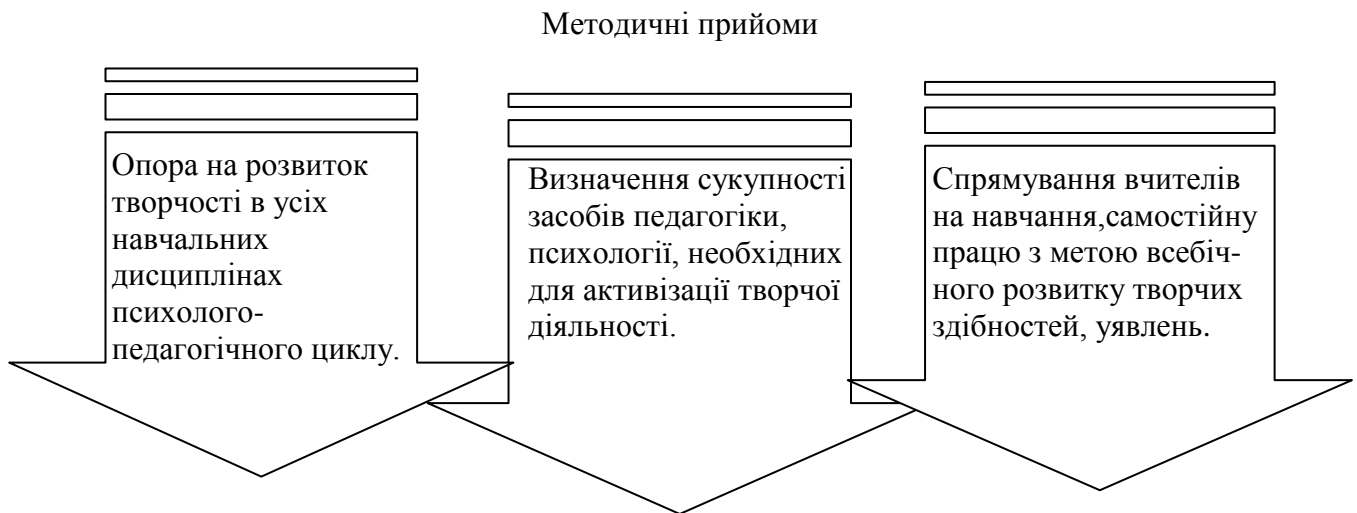 Методичні прийоми
Опора на розвиток
творчості в усіх
навчальних
дисциплінах
психолого-
педагогічного циклу.
Визначення сукупності
засобів педагогіки,
психології, необхідних
для активізації творчої
діяльності.
Спрямування вчителів
на навчання,самостійну
працю з метою всебіч-
ного розвитку творчих
здібностей, уявлень.